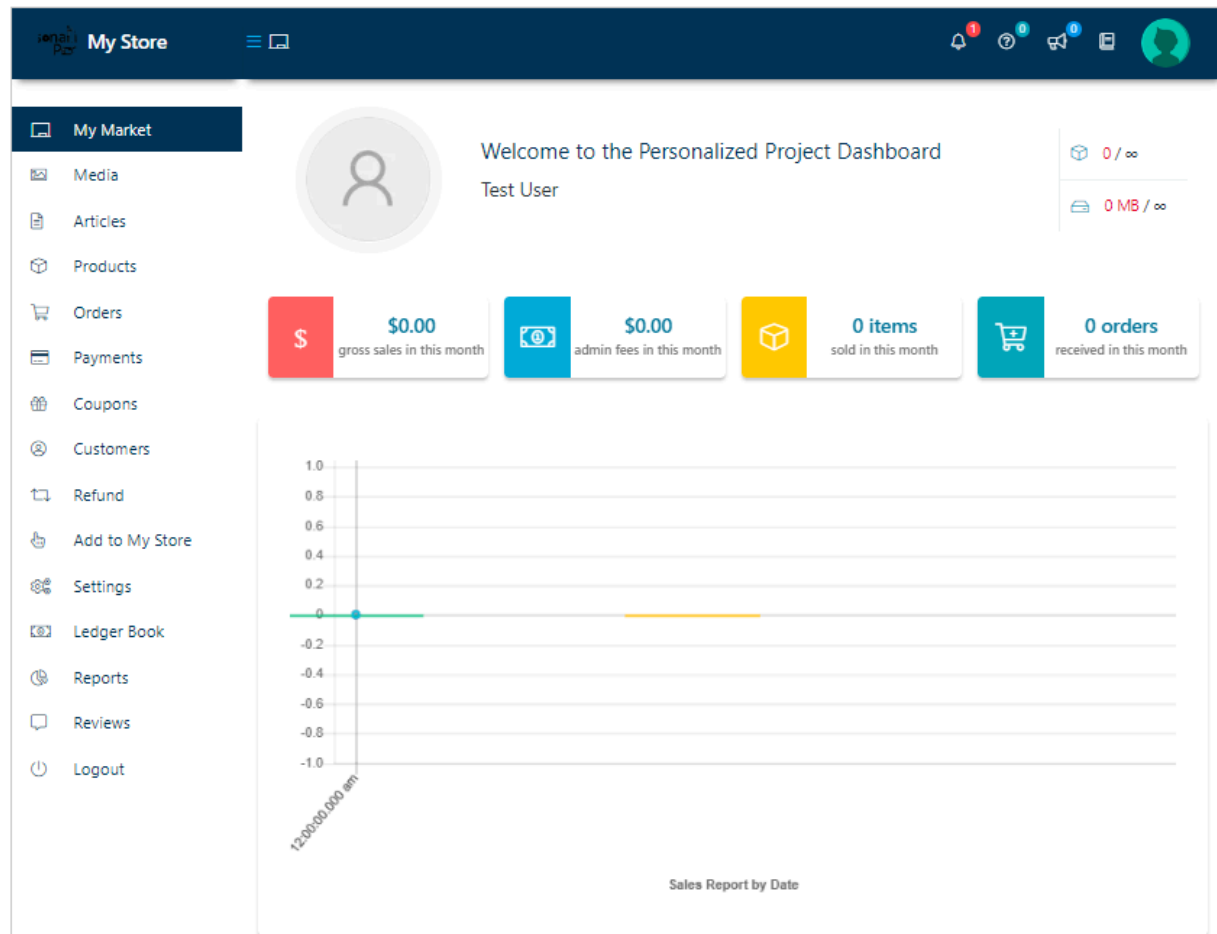 My Store
1
0
0
My Market
Media
Articles
Products
Orders
Payments
Coupons
Customers
Refund
Add to My Store
Settings
Ledger Book
Reports
Reviews
Logout
Welcome to the Personalized Project Dashboard
Test User
0 / ∞
0 MB / ∞
$0.00
gross sales in this month
$0.00
admin fees in this month
0 items
sold in this month
0 orders
received in this month
1.0
0.8
0.6
0.4
0.2
0
-0.2
-0.4
-0.6
-0.8
-1.0
12:00:00.000 am
Sales Report by Date